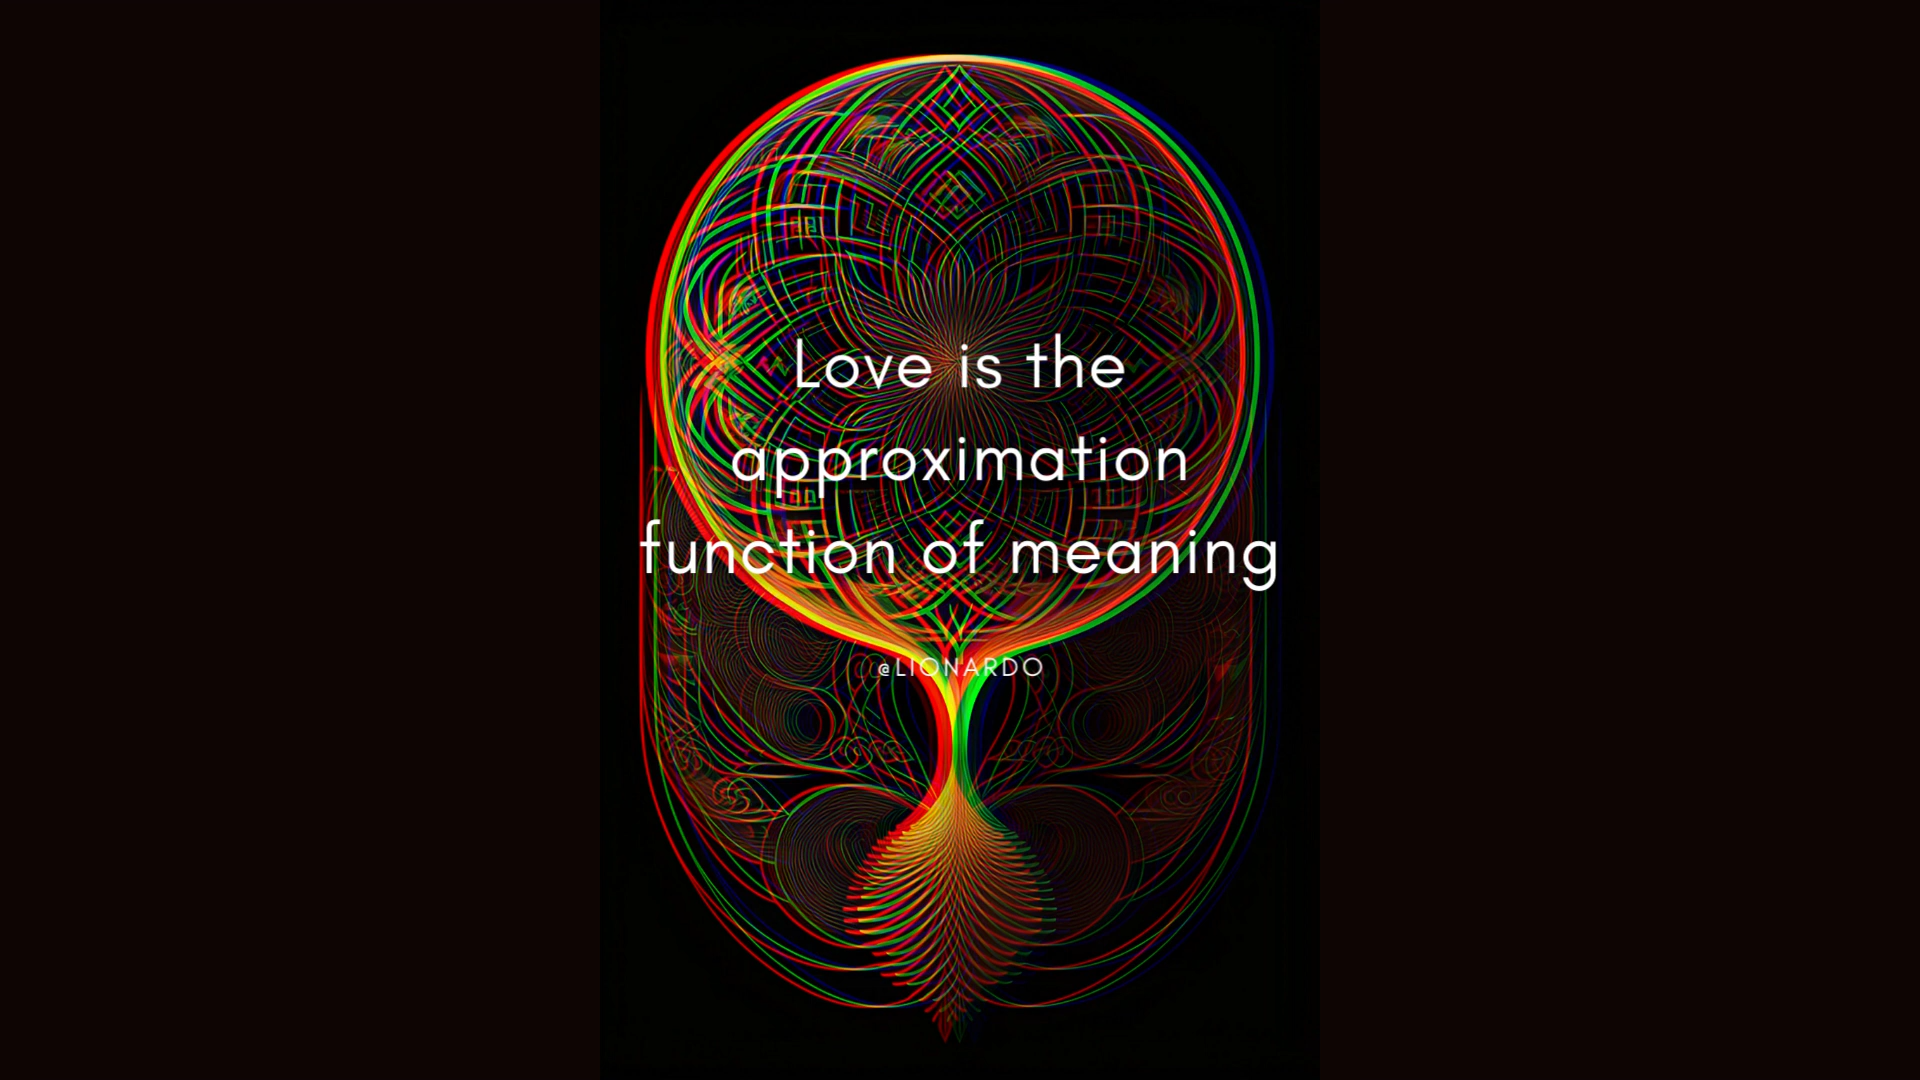 Love is the
approximation
function of meaning
@LIONARDO